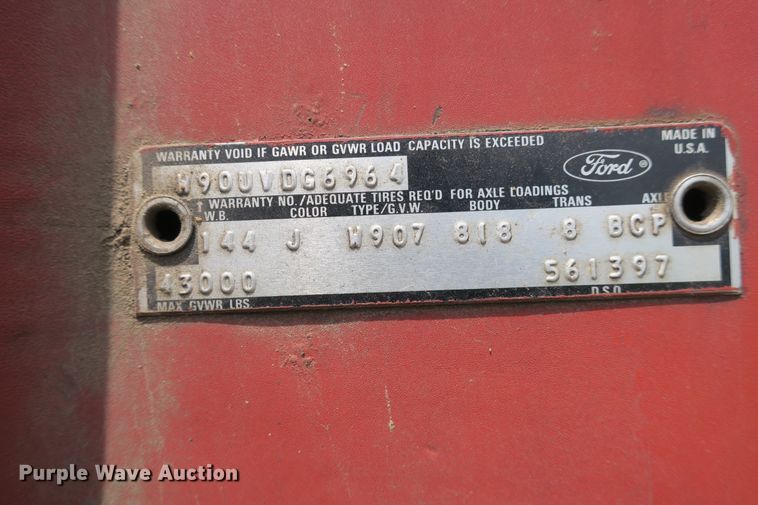 WARRANTY VOID IF GAWR OR GVWR LOAD CAPACITY IS EXCEEDED
Ford®
MADE IN
U.S.A.
W90UVDG6964
↑ WARRANTY NO./ADEQUATE TIRES REQ'D FOR AXLE LOADINGS
W.B. COLOR TYPE/G.V.W. BODY TRANS AXLE
144 J W907 818 8 BCP
43000 561397
MAX GVWR LBS. D.S.O.
Purple Wave Auction